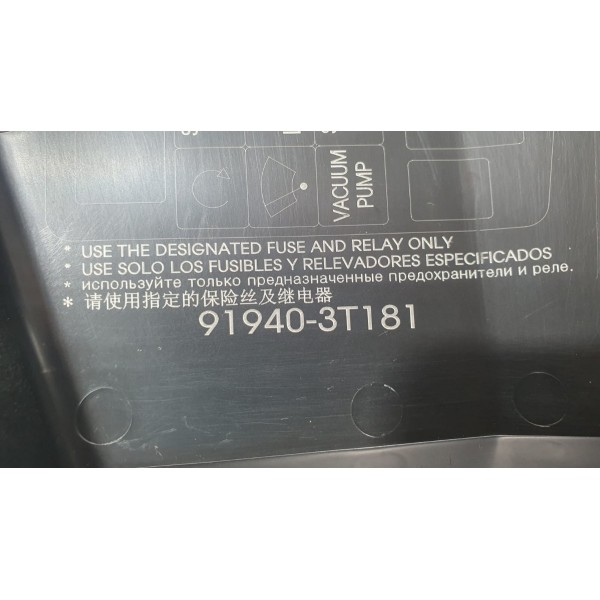 VACUUM
PUMP
* USE THE DESIGNATED FUSE AND RELAY ONLY
* USE SOLO LOS FUSIBLES Y RELEVADORES ESPECIFICADOS
* используйте только предназначенные предохранители и реле.
* 请使用指定的保险丝及继电器
91940-3T181